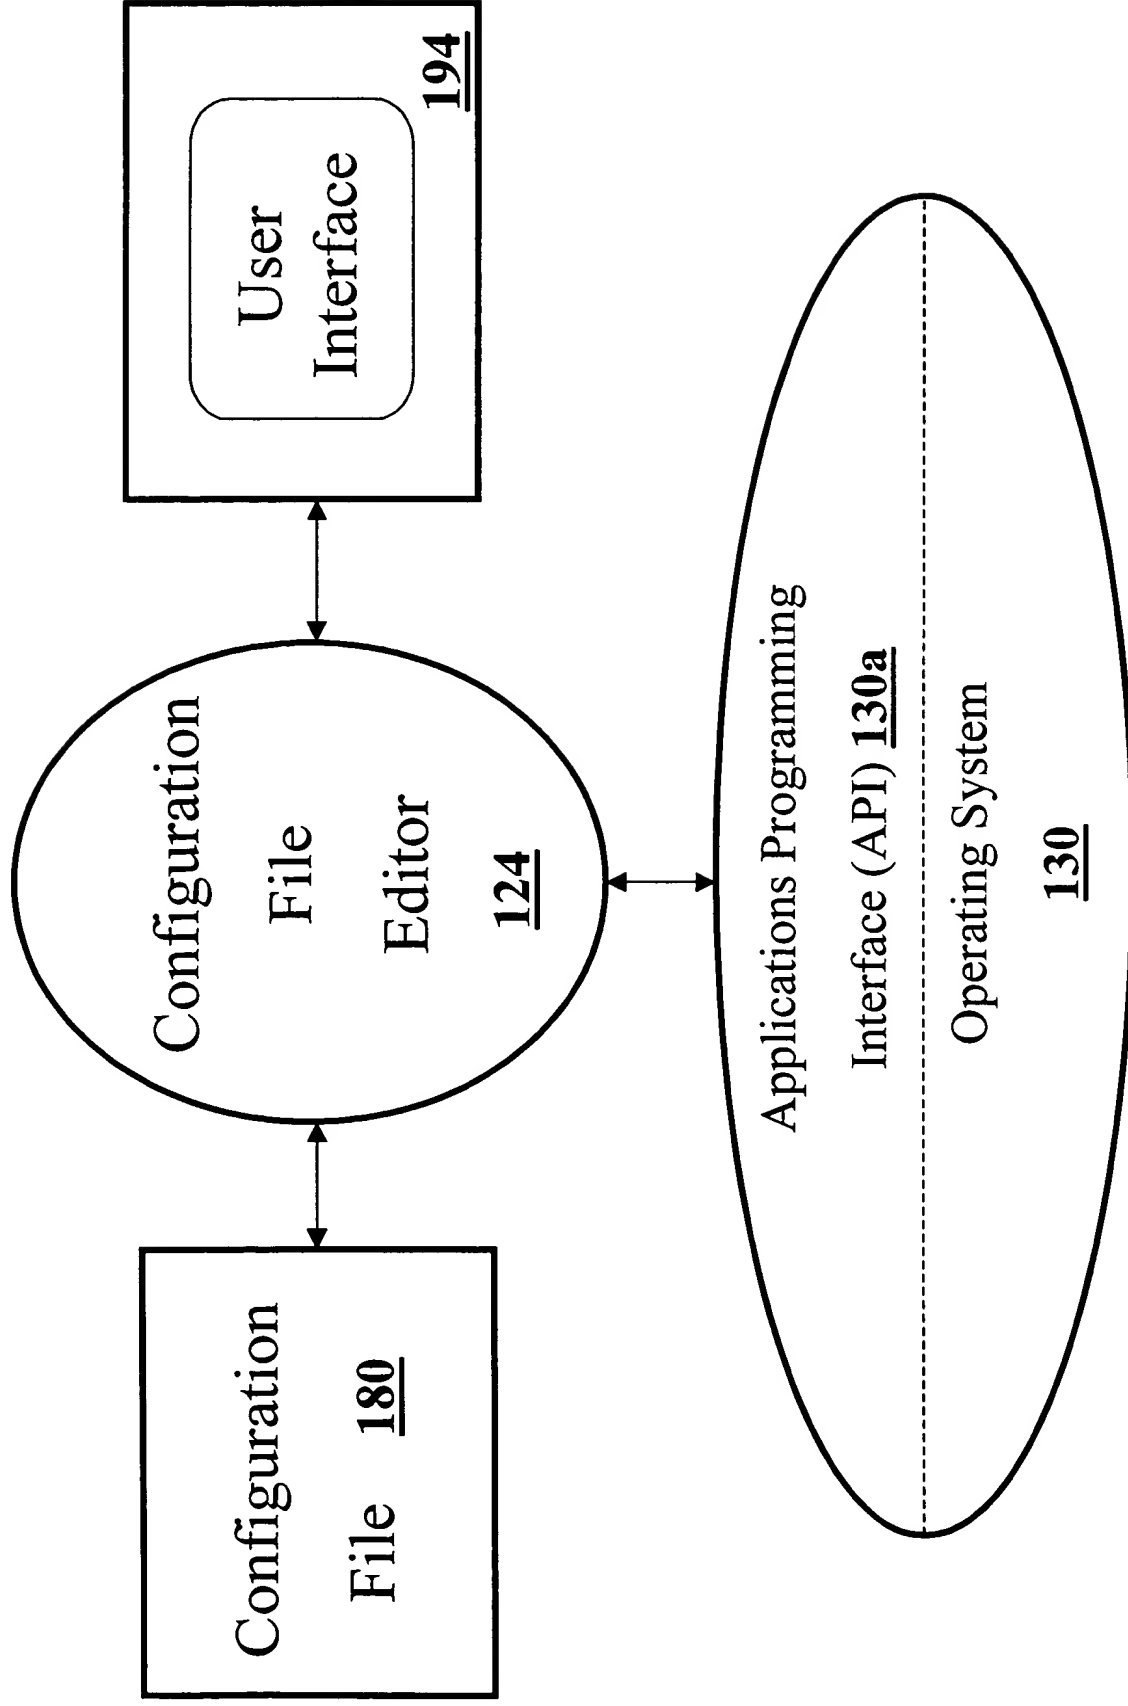 Configuration
File 180
Configuration
File
Editor
124
User
Interface
194
Applications Programming
Interface (API) 130a
Operating System
130